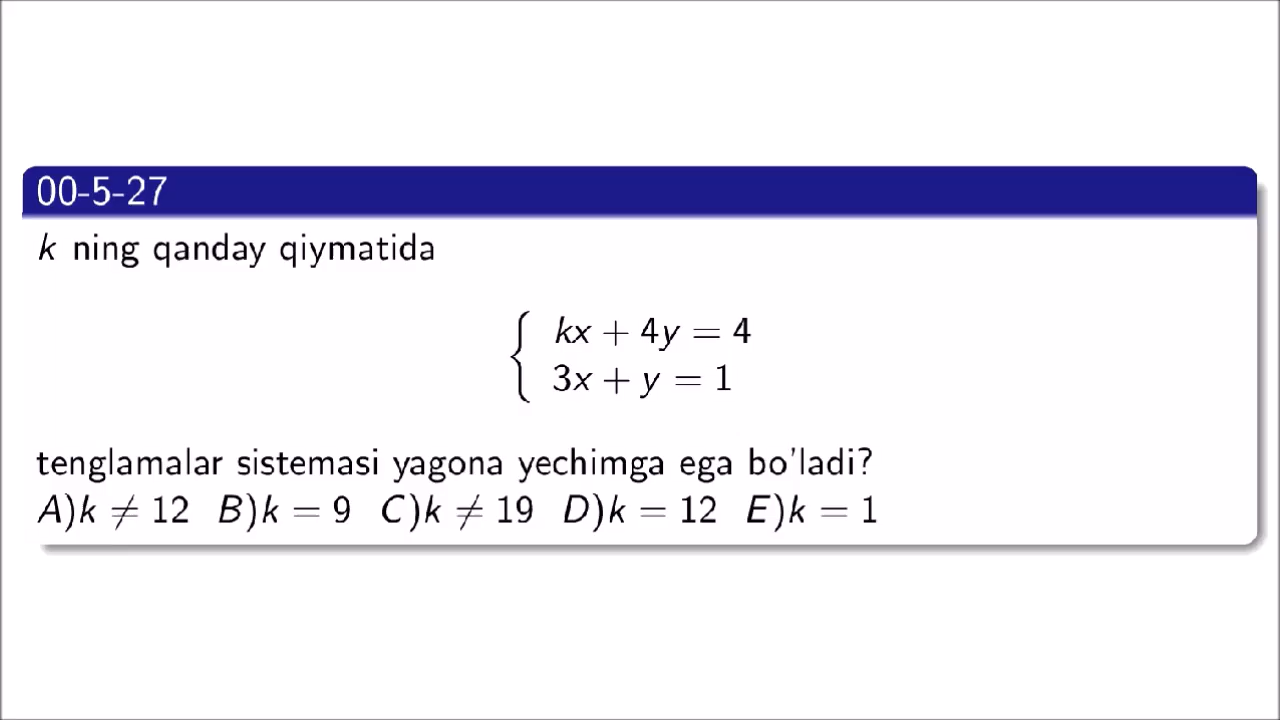 00-5-27
k ning qanday qiymatida
kx + 4y = 4
3x + y = 1
tenglamalar sistemasi yagona yechimga ega bo'ladi?
A)k ≠ 12 B)k = 9 C)k ≠ 19 D)k = 12 E)k = 1